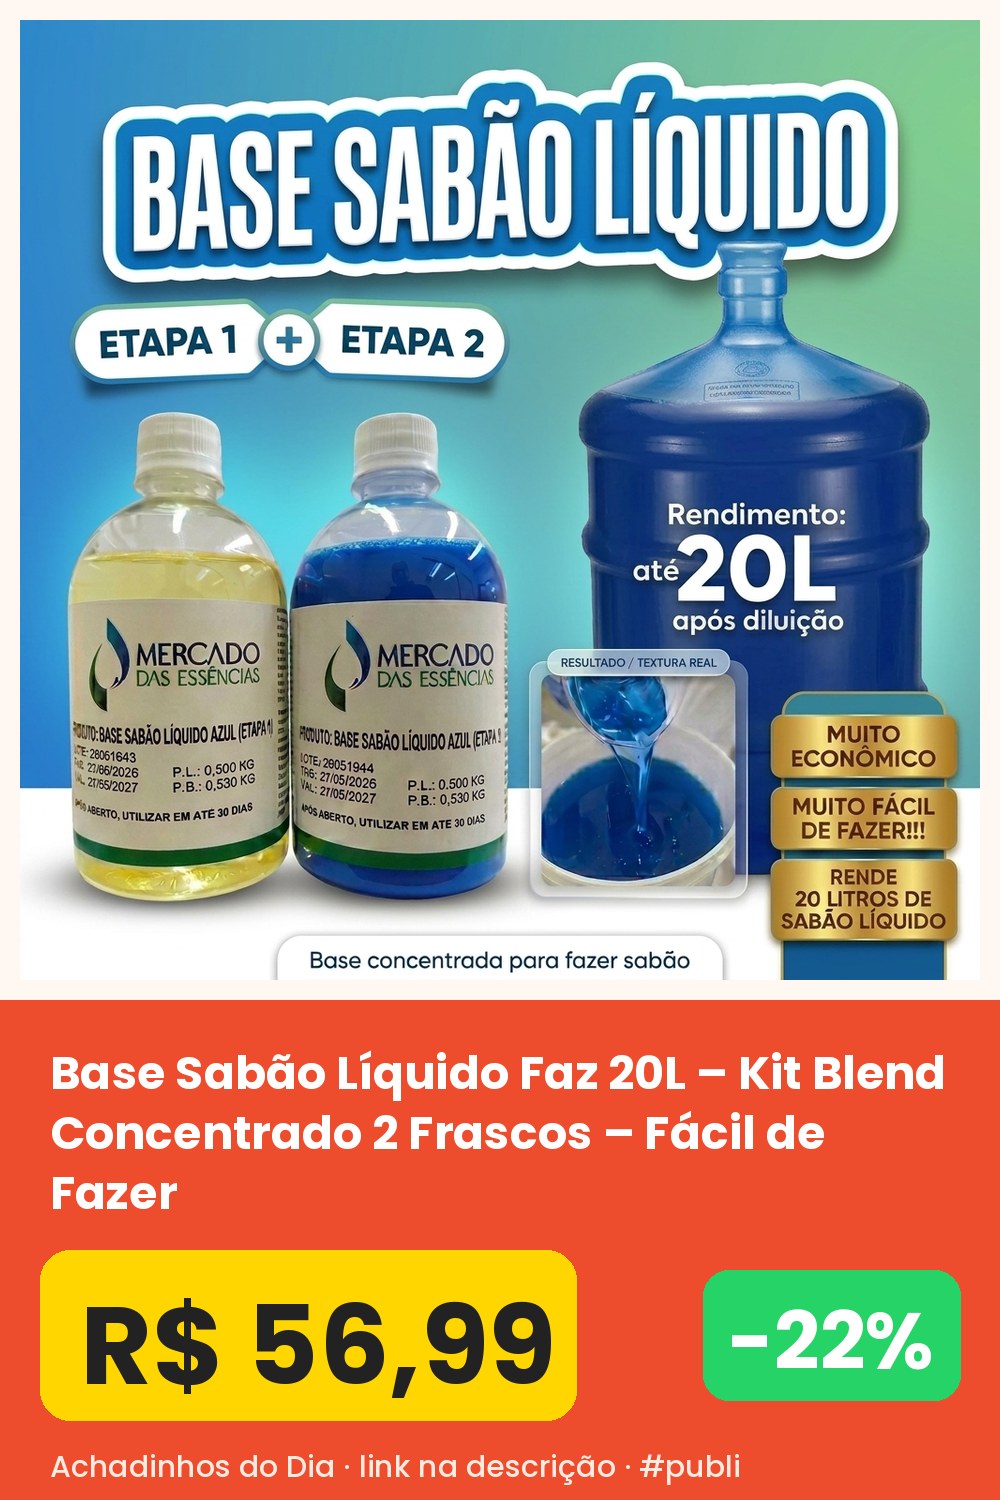 BASE SABÃO LÍQUIDO
ETAPA 1 + ETAPA 2
Rendimento:
até 20L
após diluição
MERCADO
DAS ESSÊNCIAS
PRODUTO: BASE SABÃO LÍQUIDO AZUL (ETAPA 1)
LOTE: 28061643
27/06/2026
P.L.: 0,500 KG
P.B.: 0,530 KG
ABERTO, UTILIZAR EM ATE 30 DIAS
MERCADO
DAS ESSÊNCIAS
PRODUTO: BASE SABÃO LÍQUIDO AZUL (ETAPA
LOTE: 28051944
27/05/2026
VAL: 27/05/2027
P.L.: 0.500 KG
P.B.: 0,530 KG
APÓS ABERTO, UTILIZAR EM ATE 30 DIAS
RESULTADO / TEXTURA REAL
MUITO
ECONÔMICO
MUITO FÁCIL
DE FAZER!!!
RENDE
20 LITROS DE
SABÃO LÍQUIDO
Base concentrada para fazer sabão
Base Sabão Líquido Faz 20L – Kit Blend
Concentrado 2 Frascos – Fácil de
Fazer
R$ 56,99
-22%
Achadinhos do Dia · link na descrição · #publi